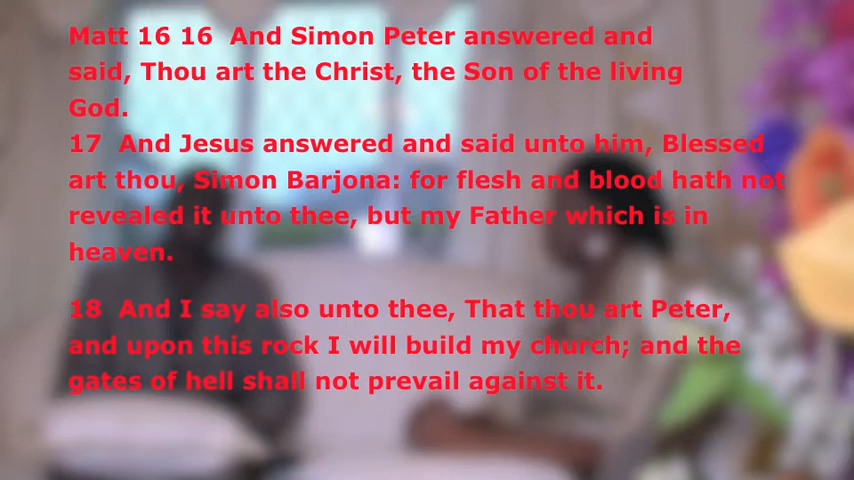 Matt 16 16  And Simon Peter answered and
said, Thou art the Christ, the Son of the living
God.
17  And Jesus answered and said unto him, Blessed
art thou, Simon Barjona: for flesh and blood hath not
revealed it unto thee, but my Father which is in
heaven.
18  And I say also unto thee, That thou art Peter,
and upon this rock I will build my church; and the
gates of hell shall not prevail against it.